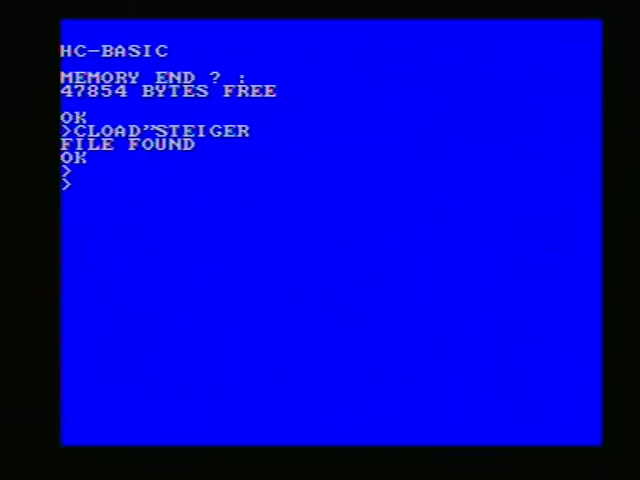 HC-BASIC
MEMORY END ? :
47854 BYTES FREE
OK
>CLOAD"STEIGER
FILE FOUND
OK
>
>